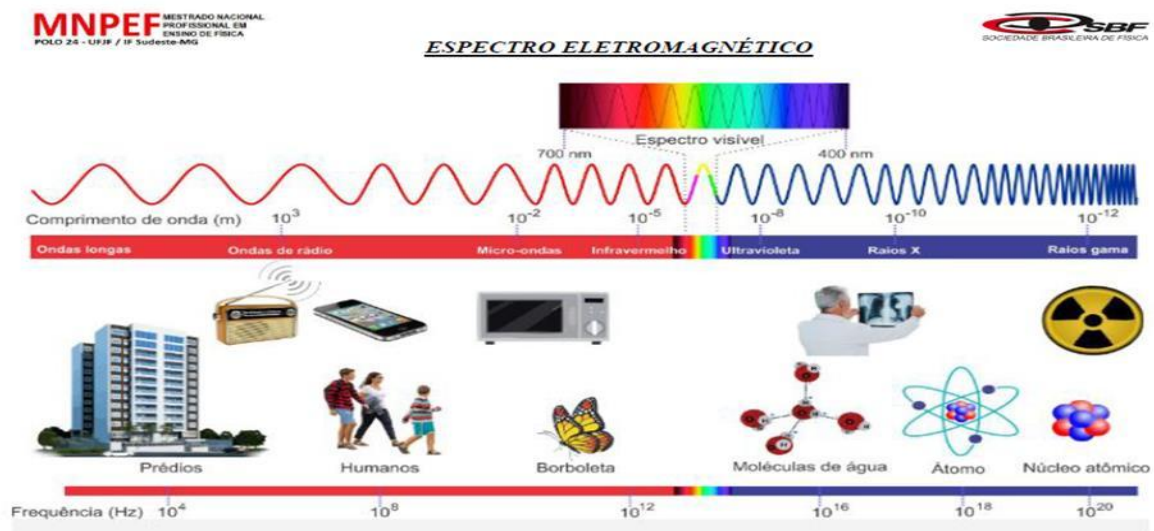 MNPEF MESTRADO NACIONAL
PROFISSIONAL EM
ENSINO DE FÍSICA
POLO 24 - UFJF / IF Sudeste-MG
SBF
SOCIEDADE BRASILEIRA DE FÍSICA
ESPECTRO ELETROMAGNÉTICO
Espectro visível
700 nm 400 nm
Comprimento de onda (m) 10³ 10⁻² 10⁻⁵ 10⁻⁸ 10⁻¹⁰ 10⁻¹²
Ondas longas Ondas de rádio Micro-ondas Infravermelho Ultravioleta Raios X Raios gama
Prédios Humanos Borboleta Moléculas de água Átomo Núcleo atômico
Frequência (Hz) 10⁴ 10⁸ 10¹² 10¹⁶ 10¹⁸ 10²⁰